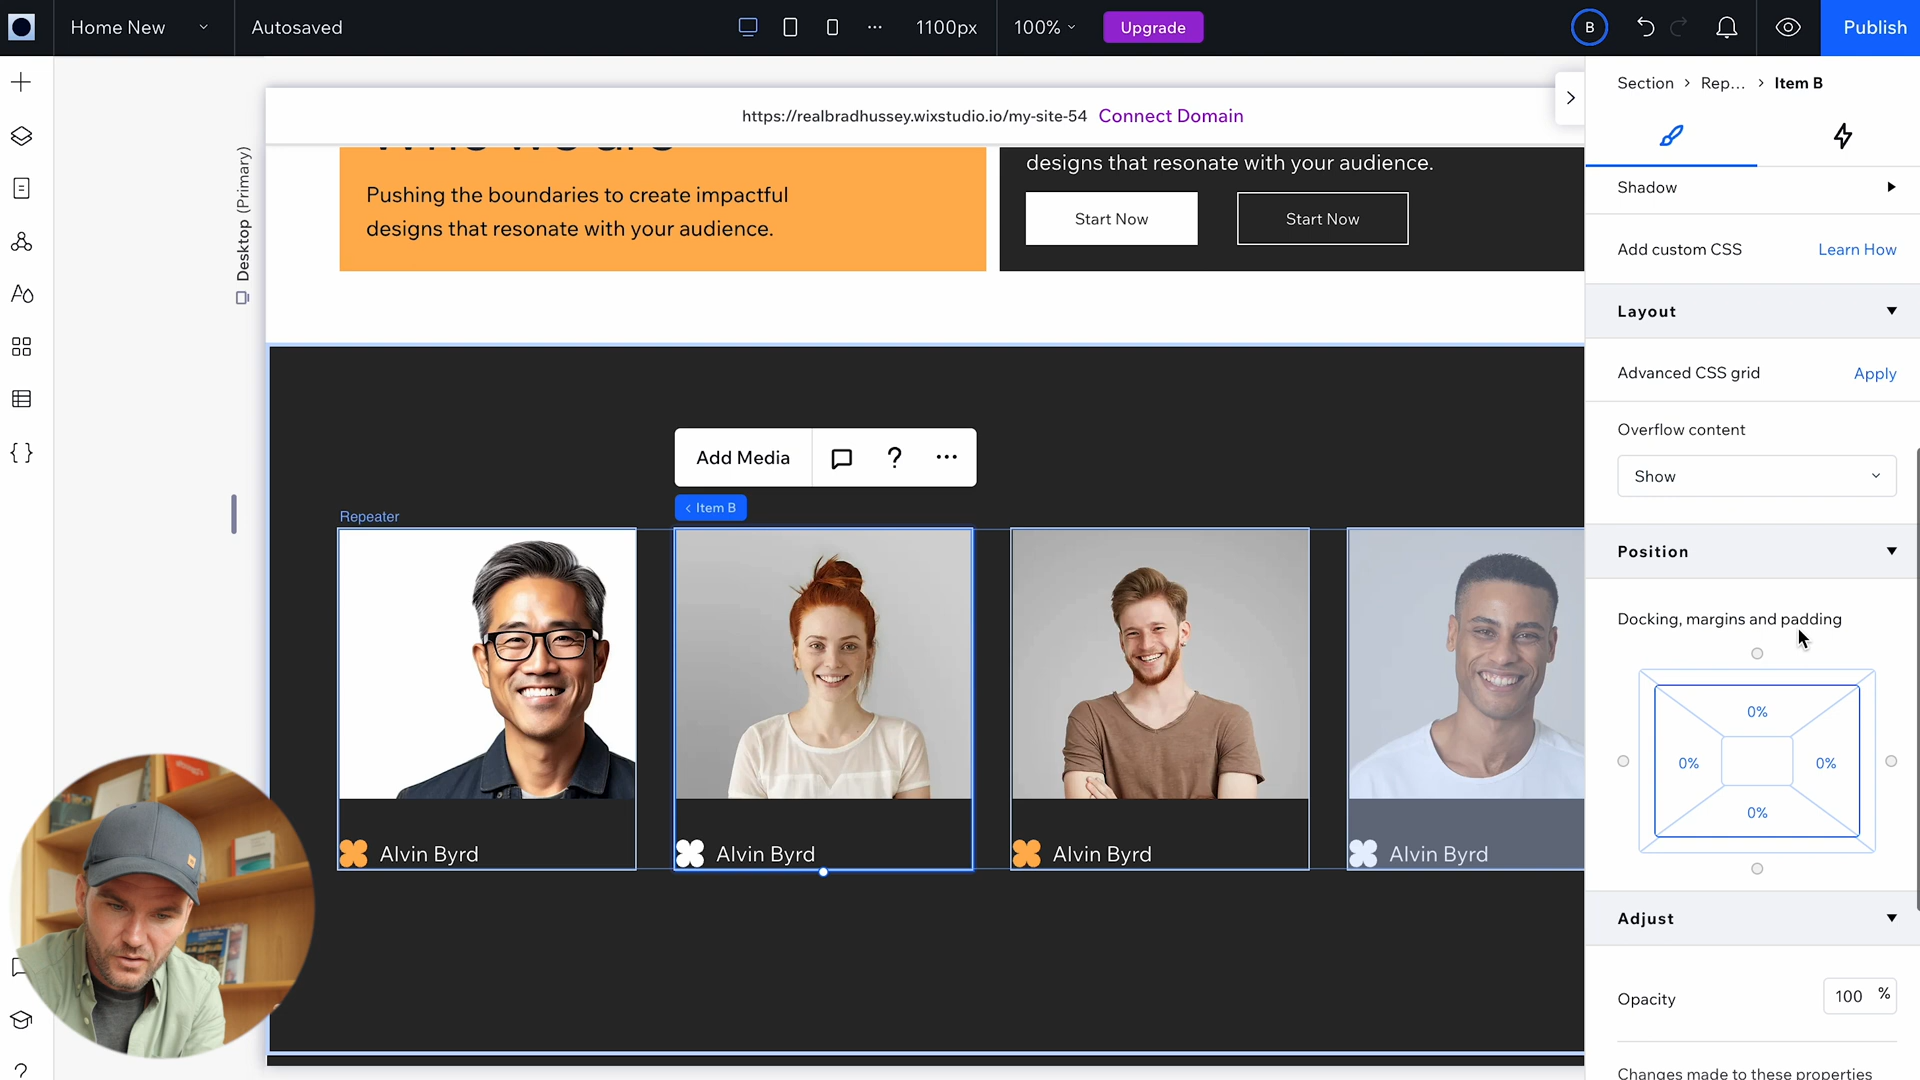 Home New
Autosaved
1100px
100%
Upgrade
B
Publish
https://realbradhussey.wixstudio.io/my-site-54 Connect Domain
Desktop (Primary)
Who we are
Pushing the boundaries to create impactful
designs that resonate with your audience.
designs that resonate with your audience.
Start Now
Start Now
Add Media
?
Repeater
< Item B
Alvin Byrd
Alvin Byrd
Alvin Byrd
Alvin Byrd
Section > Rep... > Item B
Shadow
Add custom CSS
Learn How
Layout
Advanced CSS grid
Apply
Overflow content
Show
Position
Docking, margins and padding
0%
0%
0%
0%
Adjust
Opacity
100 %
Changes made to these properties